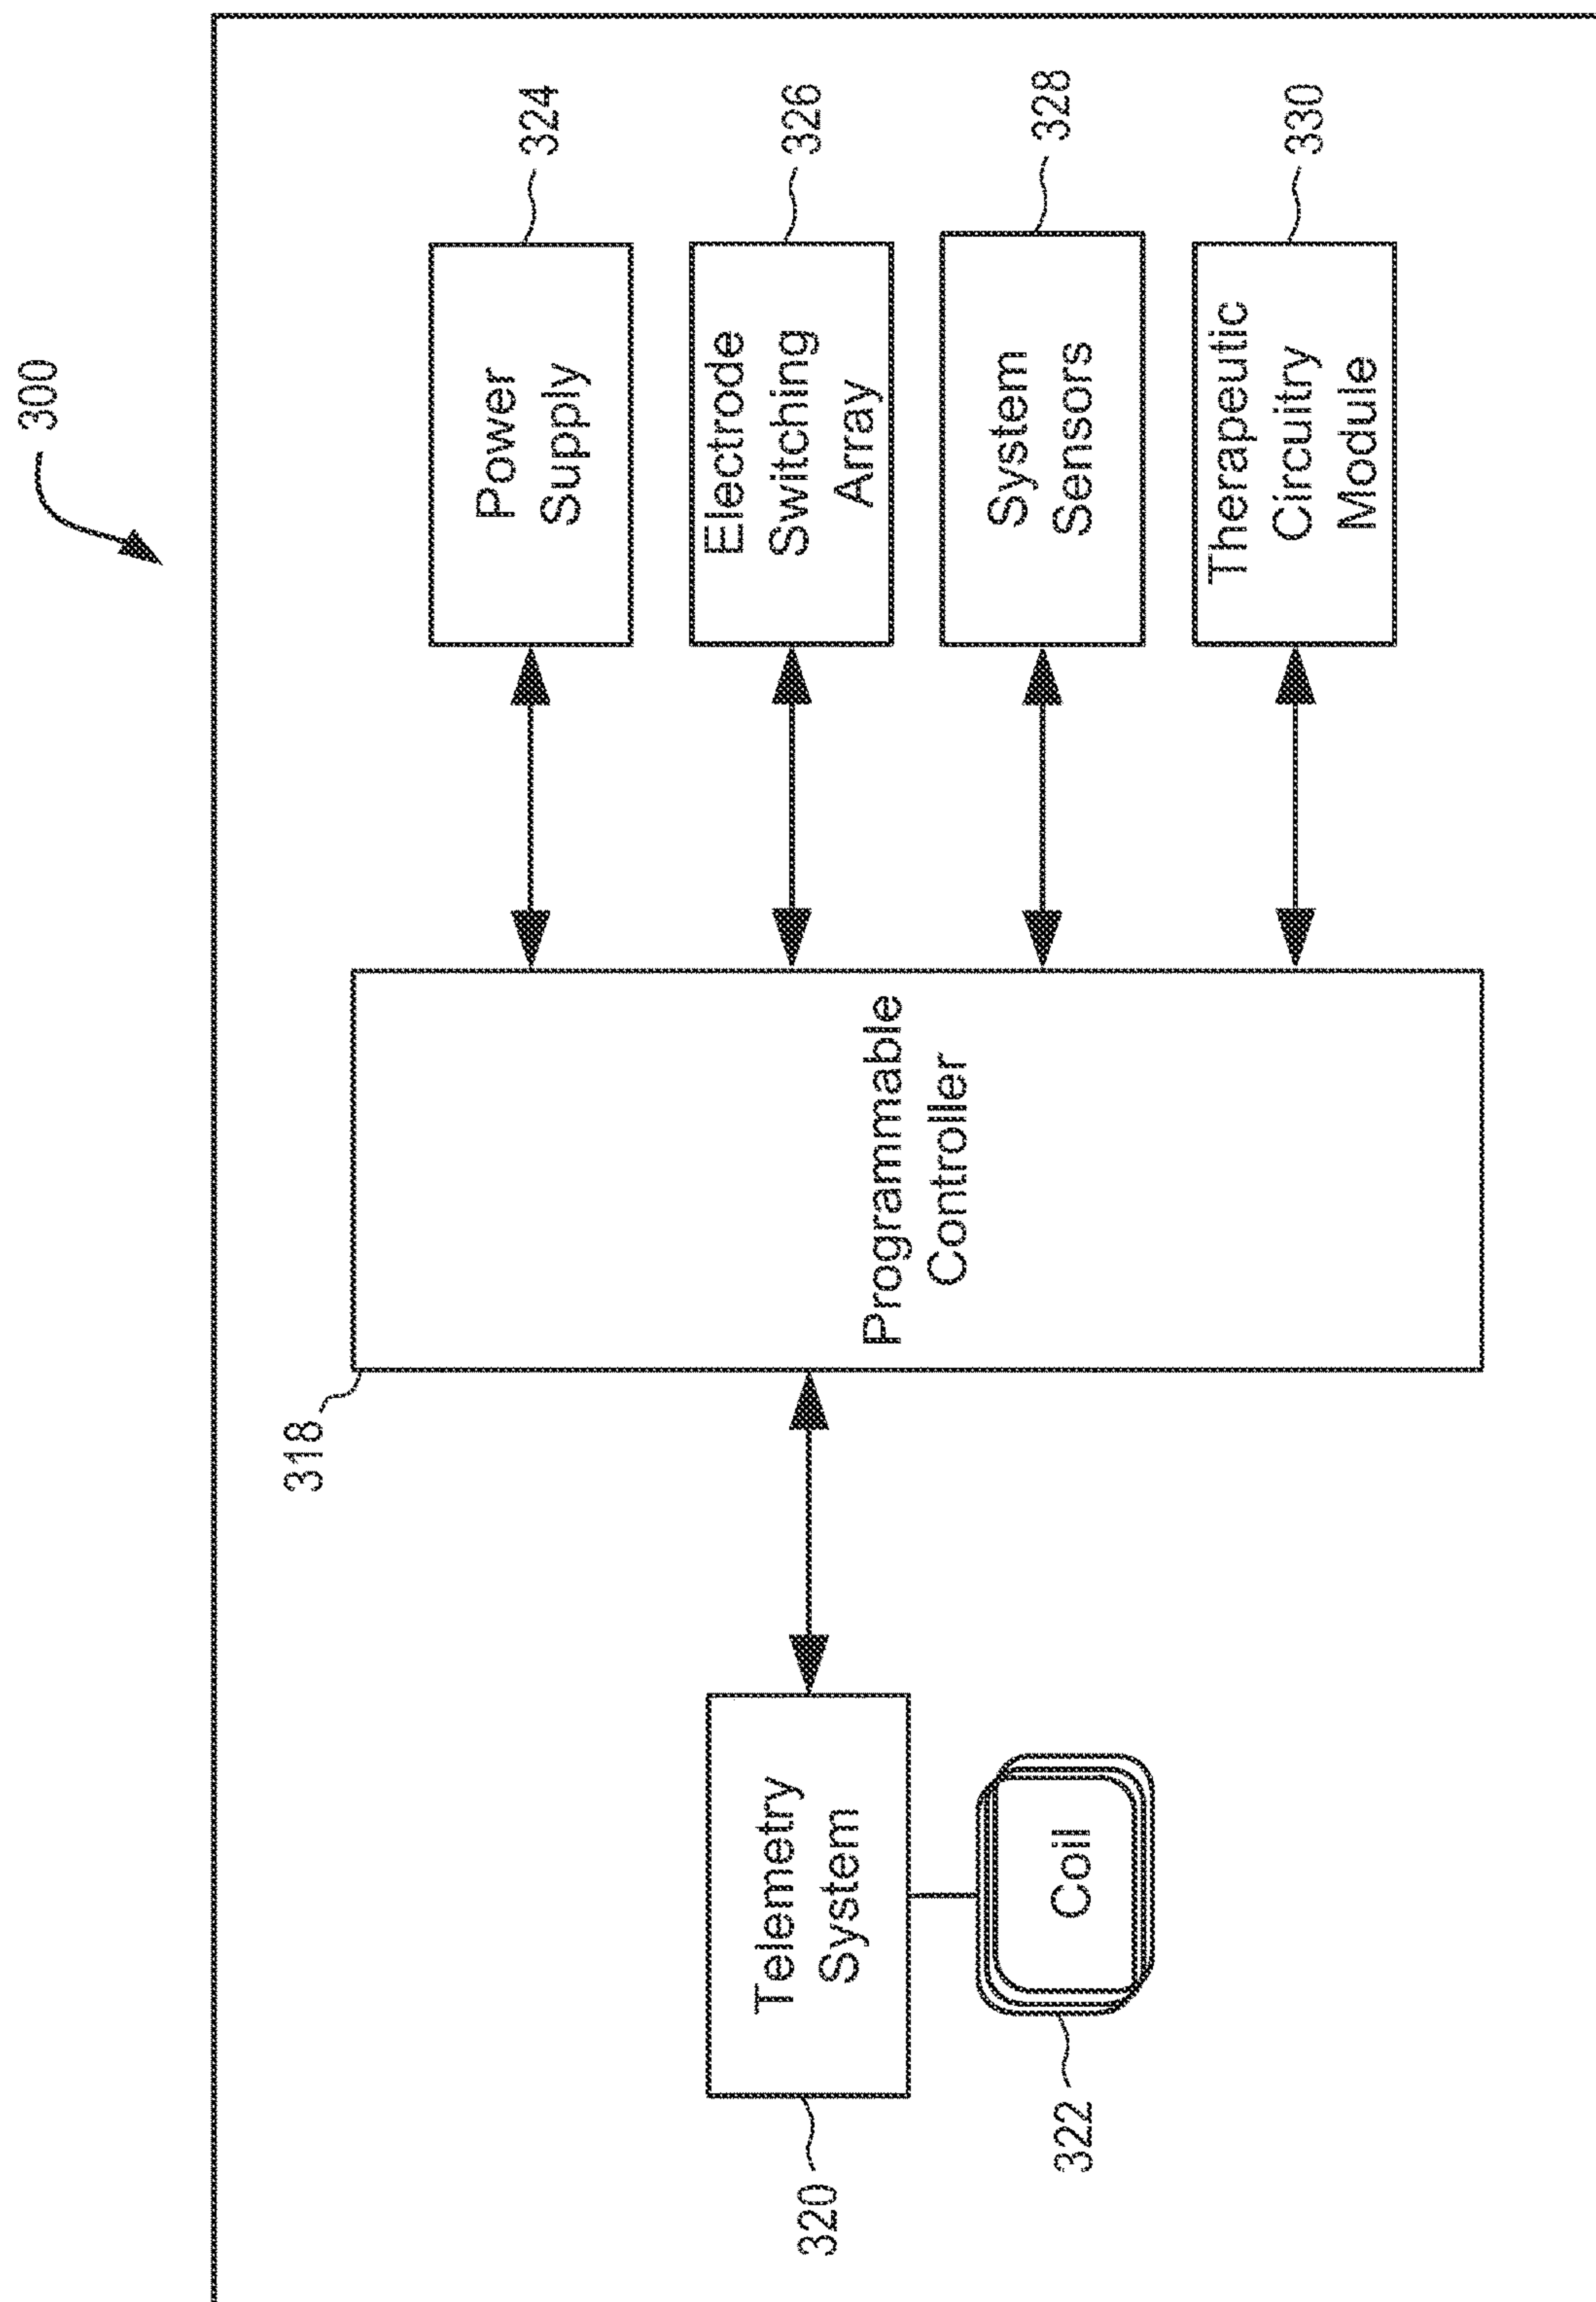 300
318
320
Telemetry
System
322
Coil
Programmable
Controller
324
Power
Supply
326
Electrode
Switching
Array
328
System
Sensors
330
Therapeutic
Circuitry
Module